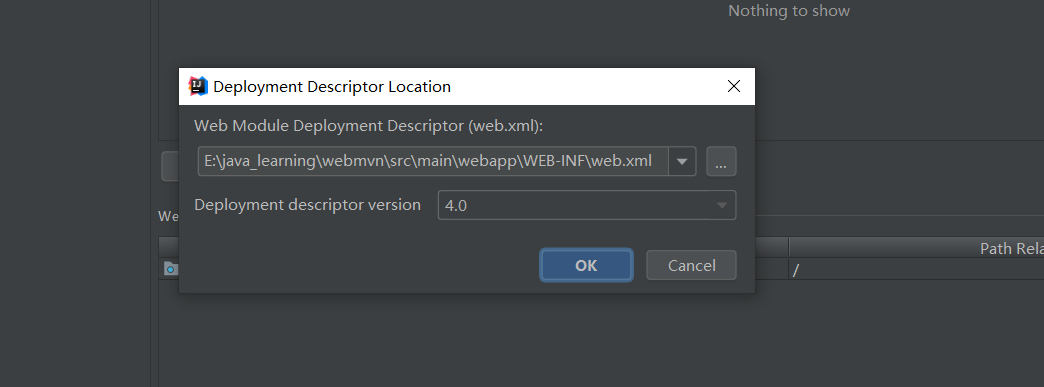 Nothing to show
Deployment Descriptor Location
Web Module Deployment Descriptor (web.xml):
E:\java_learning\webmvn\src\main\webapp\WEB-INF\web.xml
...
Deployment descriptor version
4.0
We
OK
Cancel
Path Rela
/